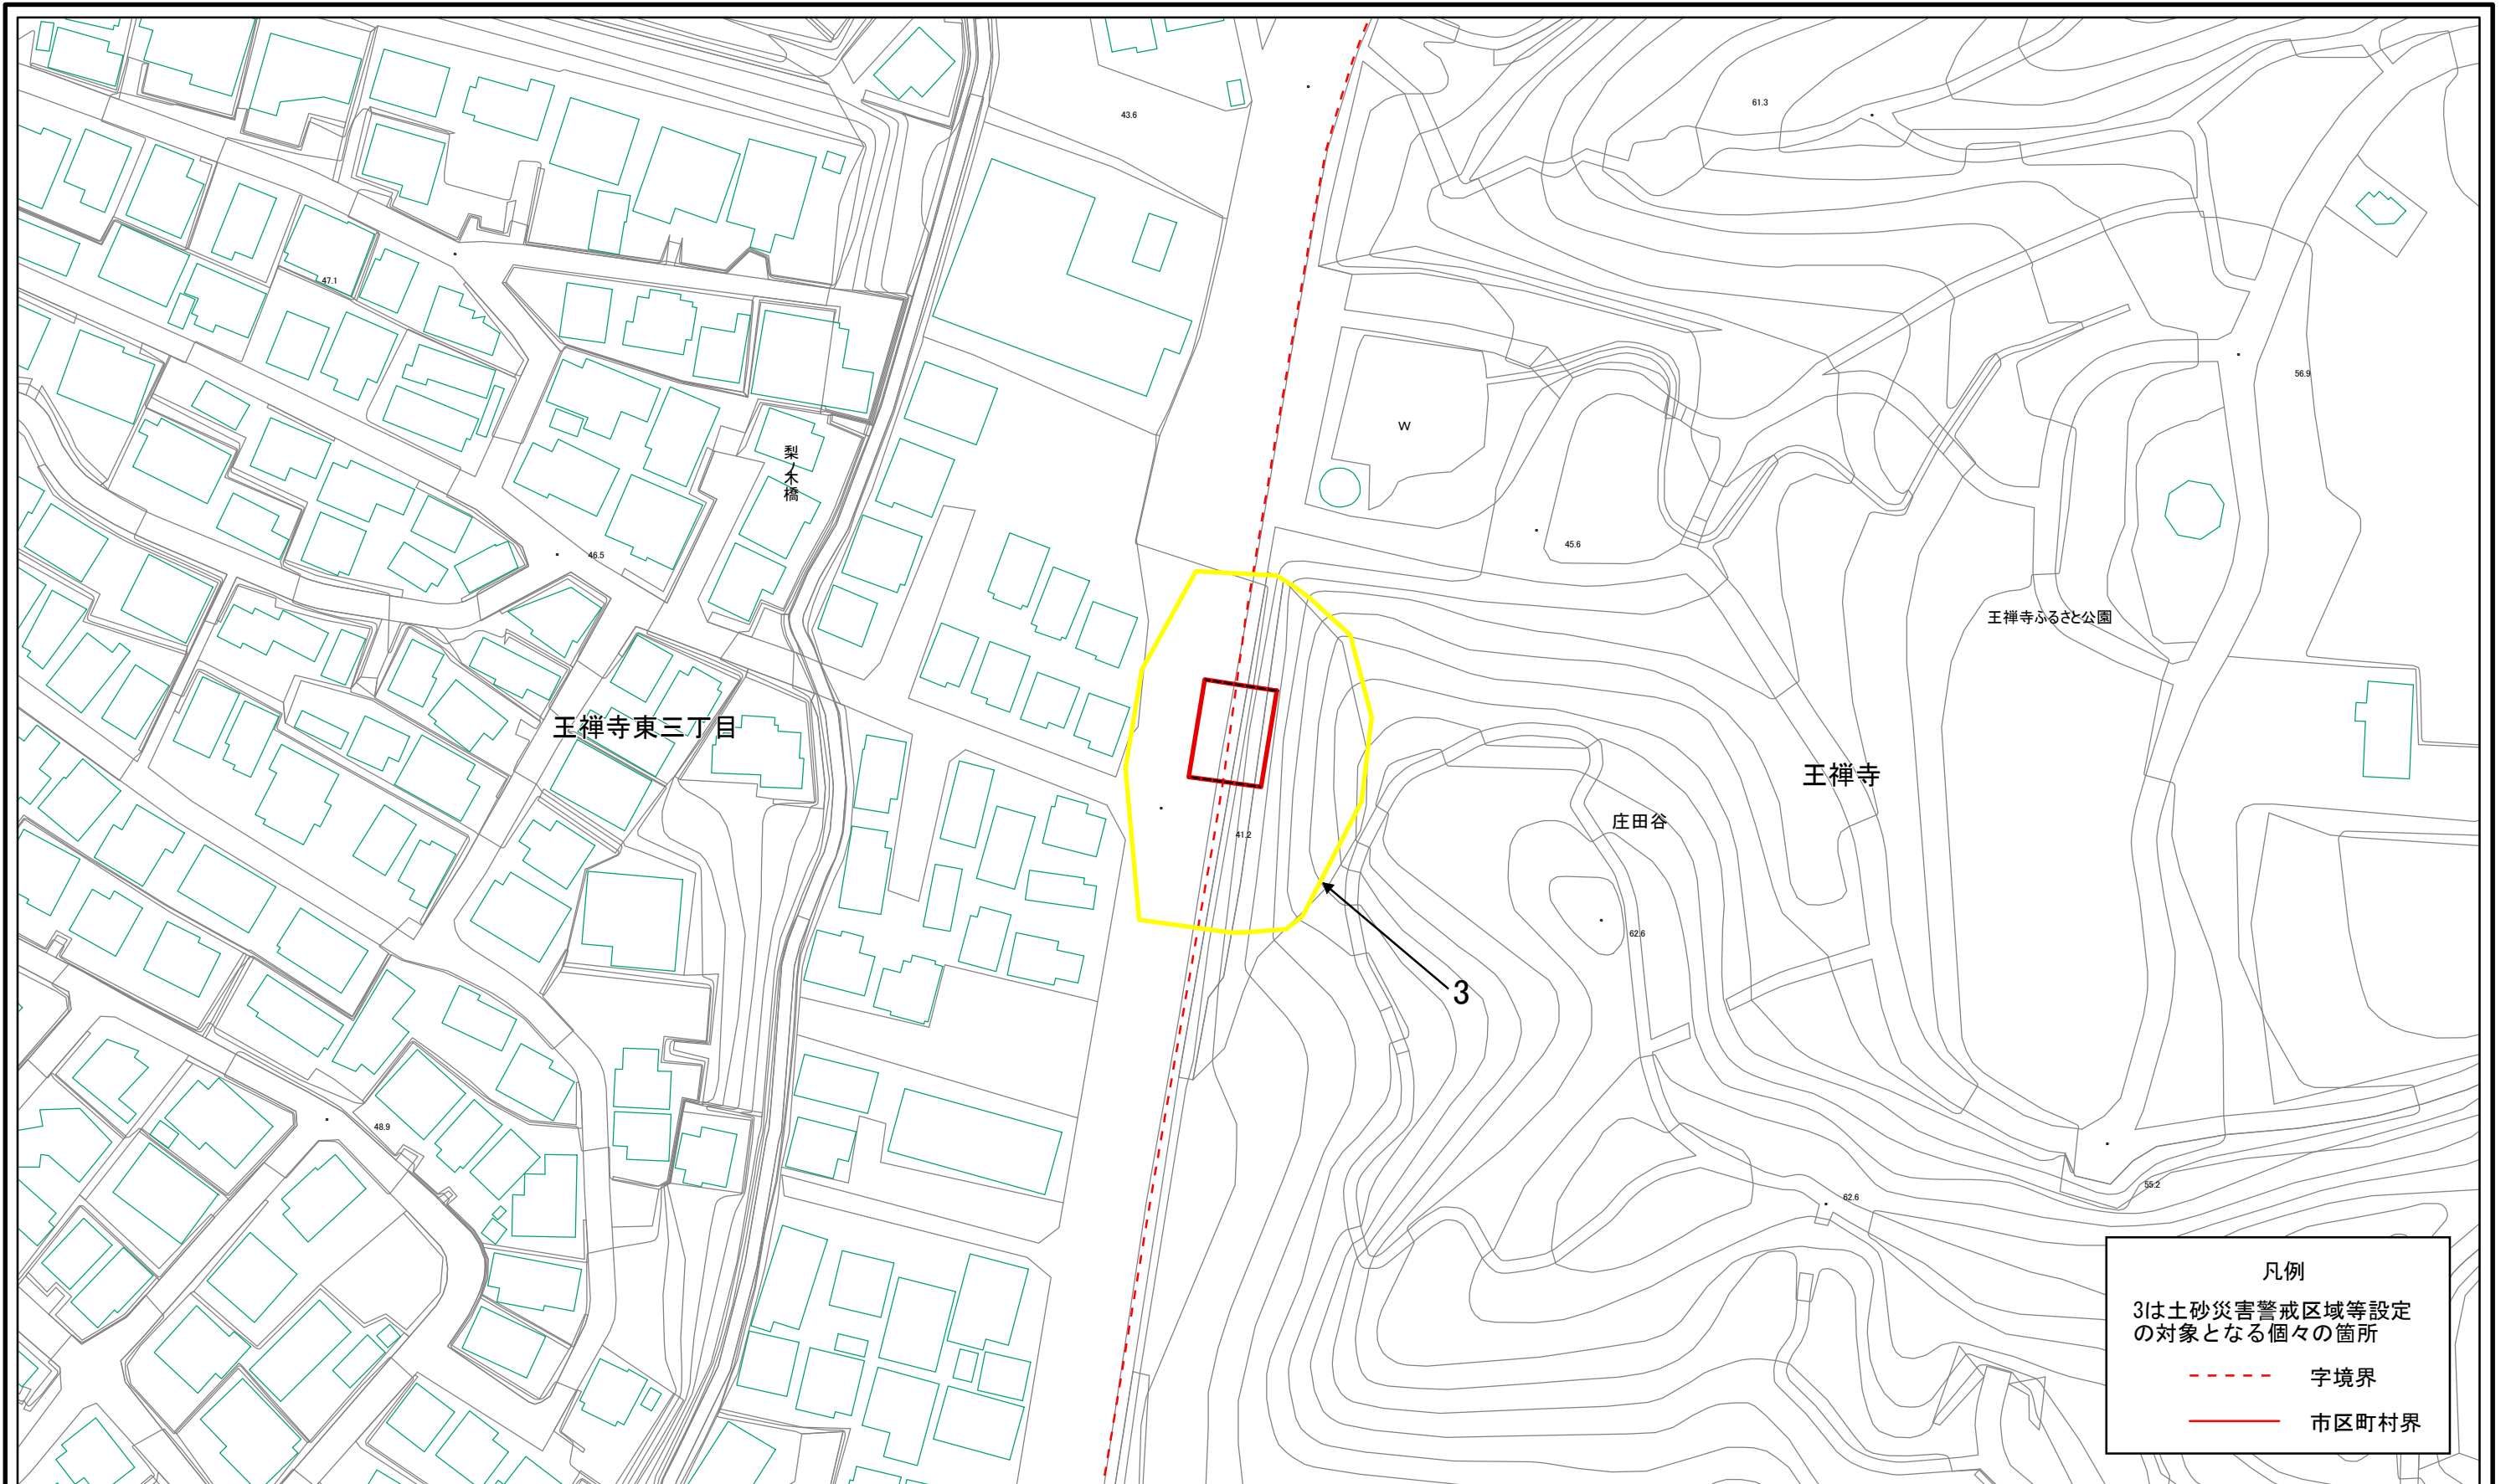 43.6
61.3
47.1
56.9
W
梨ノ木橋
46.5
45.6
王禅寺ふるさと公園
王禅寺東三丁目
王禅寺
庄田谷
41.2
62.6
3
48.9
62.6
55.2
凡例
3は土砂災害警戒区域等設定
の対象となる個々の箇所
字境界
市区町村界